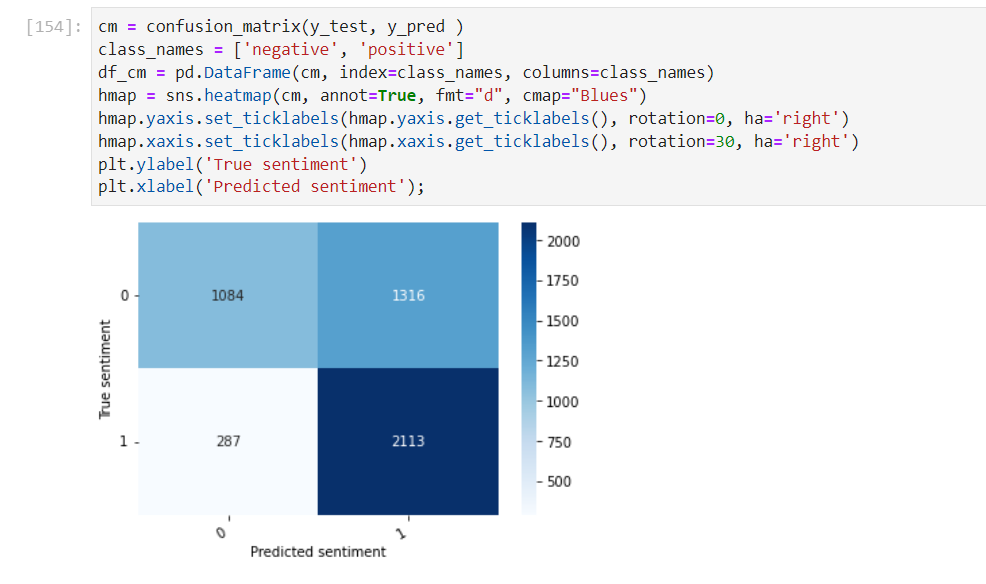 [154]: cm = confusion_matrix(y_test, y_pred )
class_names = ['negative', 'positive']
df_cm = pd.DataFrame(cm, index=class_names, columns=class_names)
hmap = sns.heatmap(cm, annot=True, fmt="d", cmap="Blues")
hmap.yaxis.set_ticklabels(hmap.yaxis.get_ticklabels(), rotation=0, ha='right')
hmap.xaxis.set_ticklabels(hmap.xaxis.get_ticklabels(), rotation=30, ha='right')
plt.ylabel('True sentiment')
plt.xlabel('Predicted sentiment');
True sentiment
0
1084
1316
1
287
2113
0
1
Predicted sentiment
2000
1750
1500
1250
1000
750
500